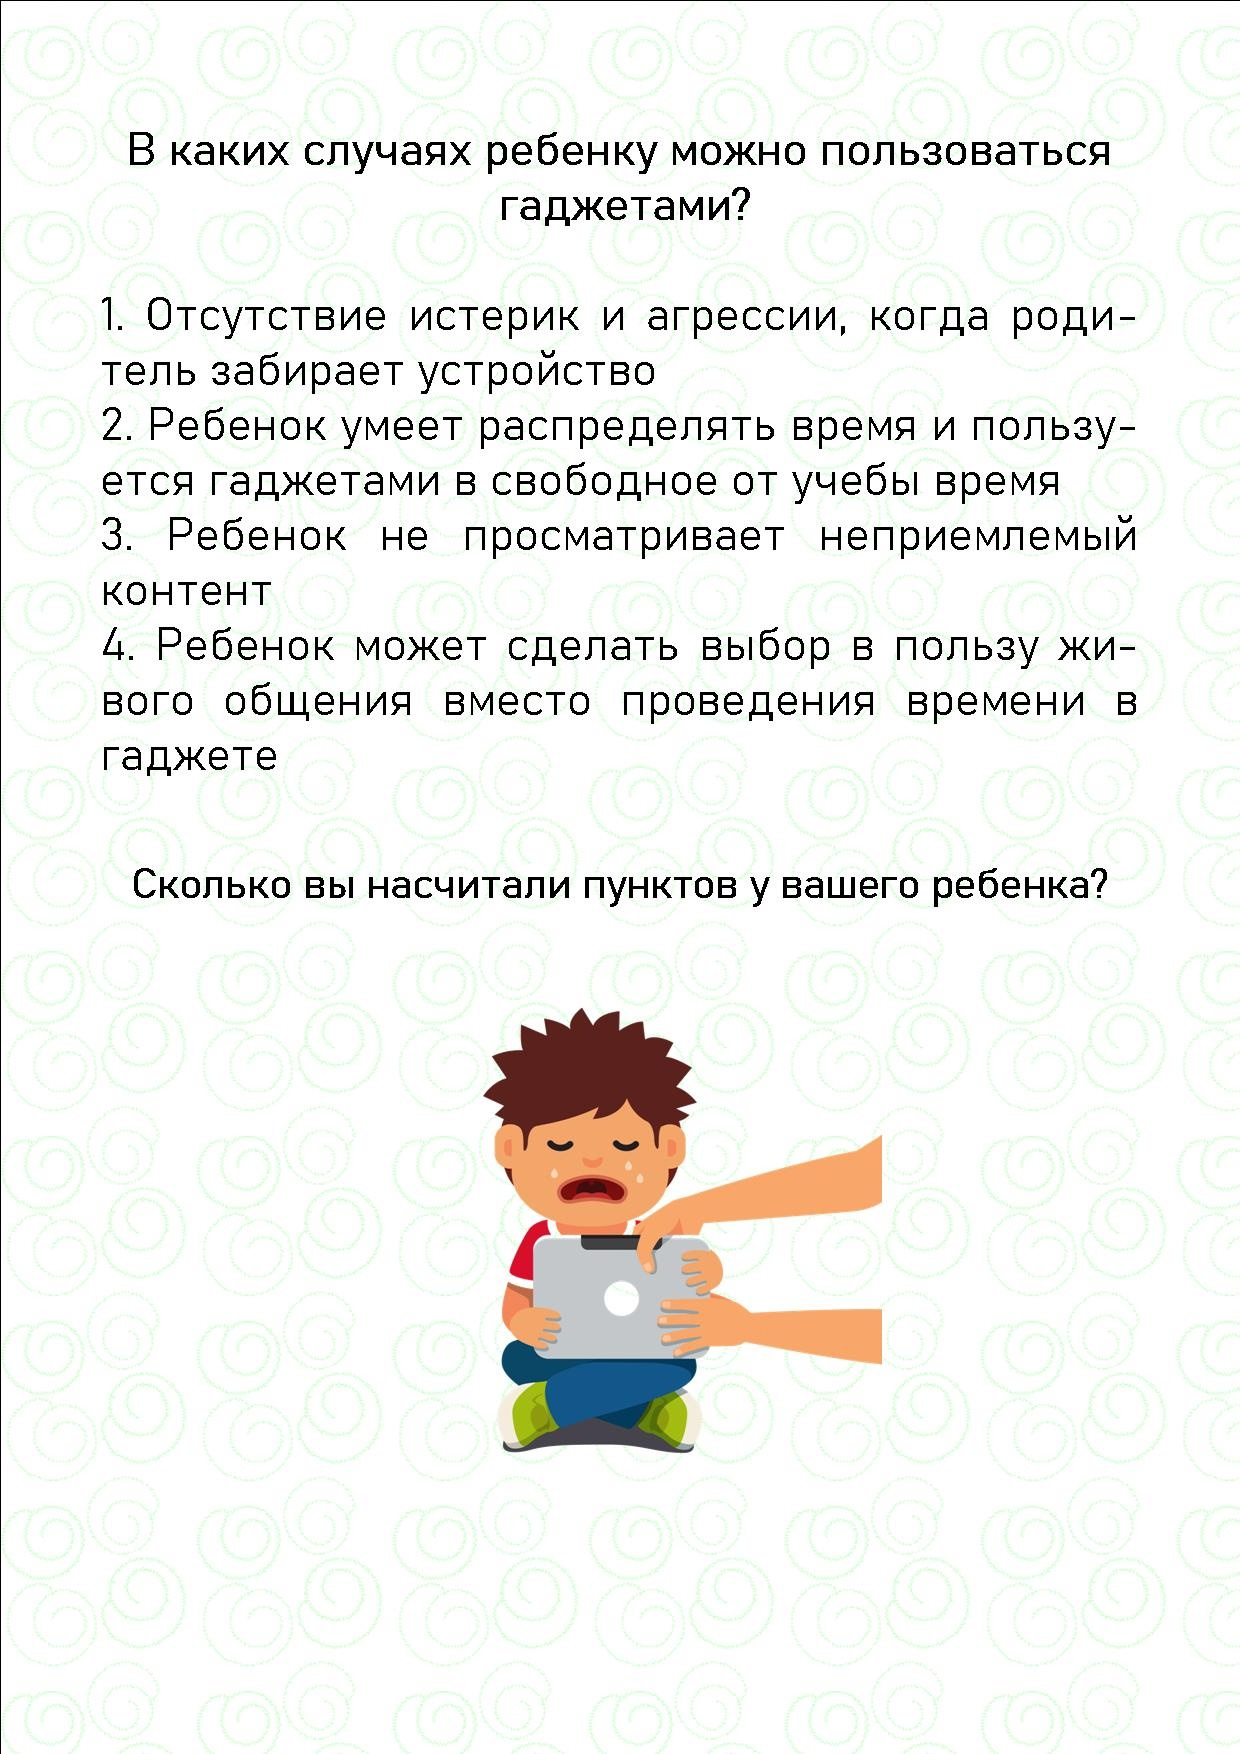 В каких случаях ребенку можно пользоваться
гаджетами?
1. Отсутствие истерик и агрессии, когда роди-
тель забирает устройство
2. Ребенок умеет распределять время и пользу-
ется гаджетами в свободное от учебы время
3. Ребенок не просматривает неприемлемый
контент
4. Ребенок может сделать выбор в пользу жи-
вого общения вместо проведения времени в
гаджете
Сколько вы насчитали пунктов у вашего ребенка?